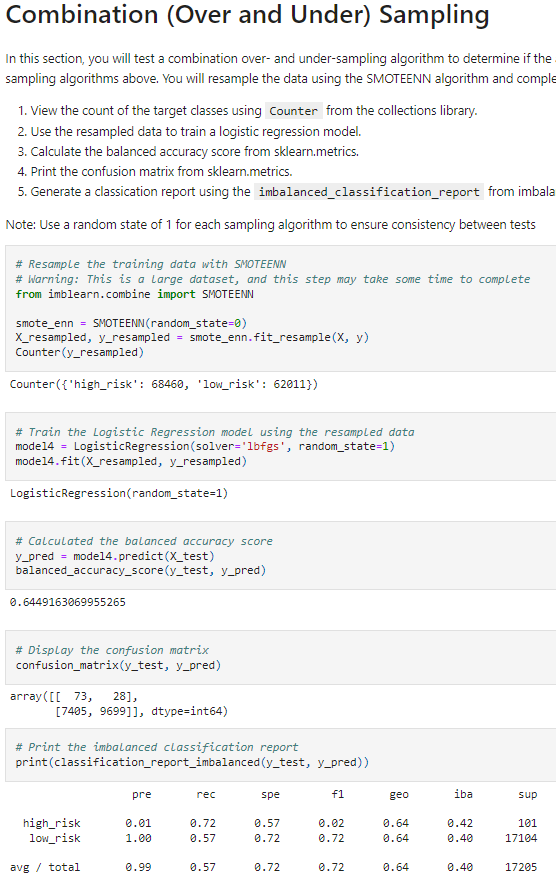 Combination (Over and Under) Sampling
In this section, you will test a combination over- and under-sampling algorithm to determine if the
sampling algorithms above. You will resample the data using the SMOTEENN algorithm and comple
1. View the count of the target classes using Counter from the collections library.
2. Use the resampled data to train a logistic regression model.
3. Calculate the balanced accuracy score from sklearn.metrics.
4. Print the confusion matrix from sklearn.metrics.
5. Generate a classication report using the imbalanced_classification_report from imbala
Note: Use a random state of 1 for each sampling algorithm to ensure consistency between tests
# Resample the training data with SMOTEENN
# Warning: This is a large dataset, and this step may take some time to complete
from imblearn.combine import SMOTEENN
smote_enn = SMOTEENN(random_state=0)
X_resampled, y_resampled = smote_enn.fit_resample(X, y)
Counter(y_resampled)
Counter({'high_risk': 68460, 'low_risk': 62011})
# Train the Logistic Regression model using the resampled data
model4 = LogisticRegression(solver='lbfgs', random_state=1)
model4.fit(X_resampled, y_resampled)
LogisticRegression(random_state=1)
# Calculated the balanced accuracy score
y_pred = model4.predict(X_test)
balanced_accuracy_score(y_test, y_pred)
0.6449163069955265
# Display the confusion matrix
confusion_matrix(y_test, y_pred)
array([[ 73, 28],
[7405, 9699]], dtype=int64)
# Print the imbalanced classification report
print(classification_report_imbalanced(y_test, y_pred))
pre rec spe f1 geo iba sup
high_risk 0.01 0.72 0.57 0.02 0.64 0.42 101
low_risk 1.00 0.57 0.72 0.72 0.64 0.40 17104
avg / total 0.99 0.57 0.72 0.72 0.64 0.40 17205